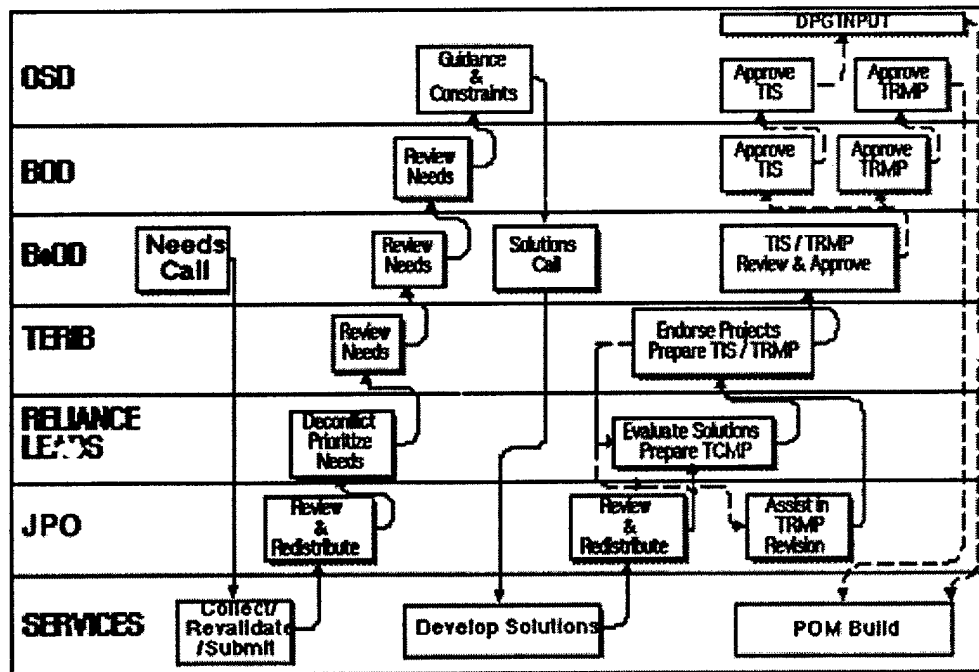 DPG INPUT
OSD
Guidance
&
Constraints
Approve
TIS
Approve
TRMP
BOD
Review
Needs
Approve
TIS
Approve
TRMP
BoOD
Needs
Call
Review
Needs
Solutions
Call
TIS / TRMP
Review & Approve
TERIB
Review
Needs
Endorse Projects
Prepare TIS / TRMP
RELIANCE
LEADS
Deconflict
Prioritize
Needs
Evaluate Solutions
Prepare TCMP
JPO
Review
&
Redistribute
Review
&
Redistribute
Assist in
TRMP
Revision
SERVICES
Collect/
Revalidate
/Submit
Develop Solutions
POM Build